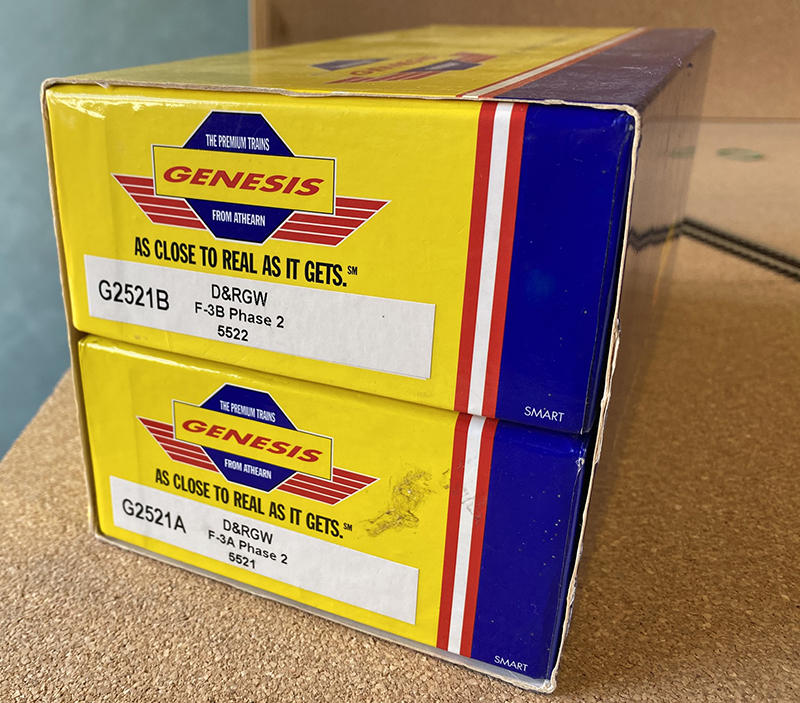 GENESIS
THE PREMIUM TRAINS
GENESIS
FROM ATHEARN
AS CLOSE TO REAL AS IT GETS.℠
G2521B
D&RGW
F-3B Phase 2
5522
SMART
THE PREMIUM TRAINS
GENESIS
FROM ATHEARN
AS CLOSE TO REAL AS IT GETS.℠
G2521A
D&RGW
F-3A Phase 2
5521
SMART